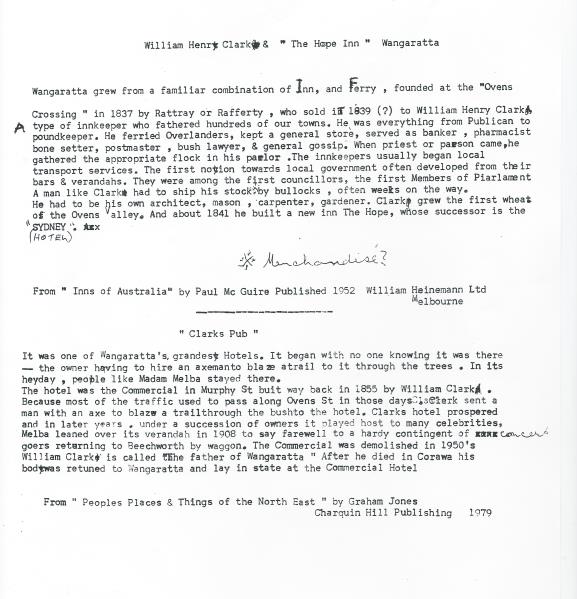 William Henry Clark & " The Hope Inn " Wangaratta
Wangaratta grew from a familiar combination of Inn, and Ferry , founded at the "Ovens
Crossing " in 1837 by Rattray or Rafferty , who sold it 1839 (?) to William Henry Clark,
A type of innkeeper who fathered hundreds of our towns. He was everything from Publican to
poundkeeper. He ferried Overlanders, kept a general store, served as banker , pharmacist
bone setter, postmaster , bush lawyer, & general gossip. When priest or parson came,he
gathered the appropriate flock in his parlor .The innkeepers usually began local
transport services. The first notion towards local government often developed from their
bars & verandahs. They were among the first councillors, the first Members of Piarlament
A man like Clark had to ship his stock?by bullocks , often weeks on the way.
He had to be his own architect, mason , carpenter, gardener. Clark grew the first wheat
of the Ovens Valley. And about 1841 he built a new inn The Hope, whose successor is the
"SYDNEY".
(HOTEL)
※ Merchandise?
From " Inns of Australia" by Paul Mc Guire Published 1952 William Heinemann Ltd
Melbourne
" Clarks Pub "
It was one of Wangaratta's, grandest Hotels. It began with no one knowing it was there
— the owner having to hire an axemanto blaze atrail to it through the trees . In its
heyday , people like Madam Melba stayed there.
The hotel was the Commercial in Murphy St buit way back in 1855 by William Clark .
Because most of the traffic used to pass along Ovens St in those days Clerk sent a
man with an axe to blaze a trailthrough the bushto the hotel. Clarks hotel prospered
and in later years . under a succession of owners it played host to many celebrities,
Melba leaned over its verandah in 1908 to say farewell to a hardy contingent of concert
goers returning to Beechworth by waggon. The Commercial was demolished in 1950's
William Clark is called "The father of Wangaratta " After he died in Corawa his
body was retuned to Wangaratta and lay in state at the Commercial Hotel
From " Peoples Places & Things of the North East " by Graham Jones
Charquin Hill Publishing 1979